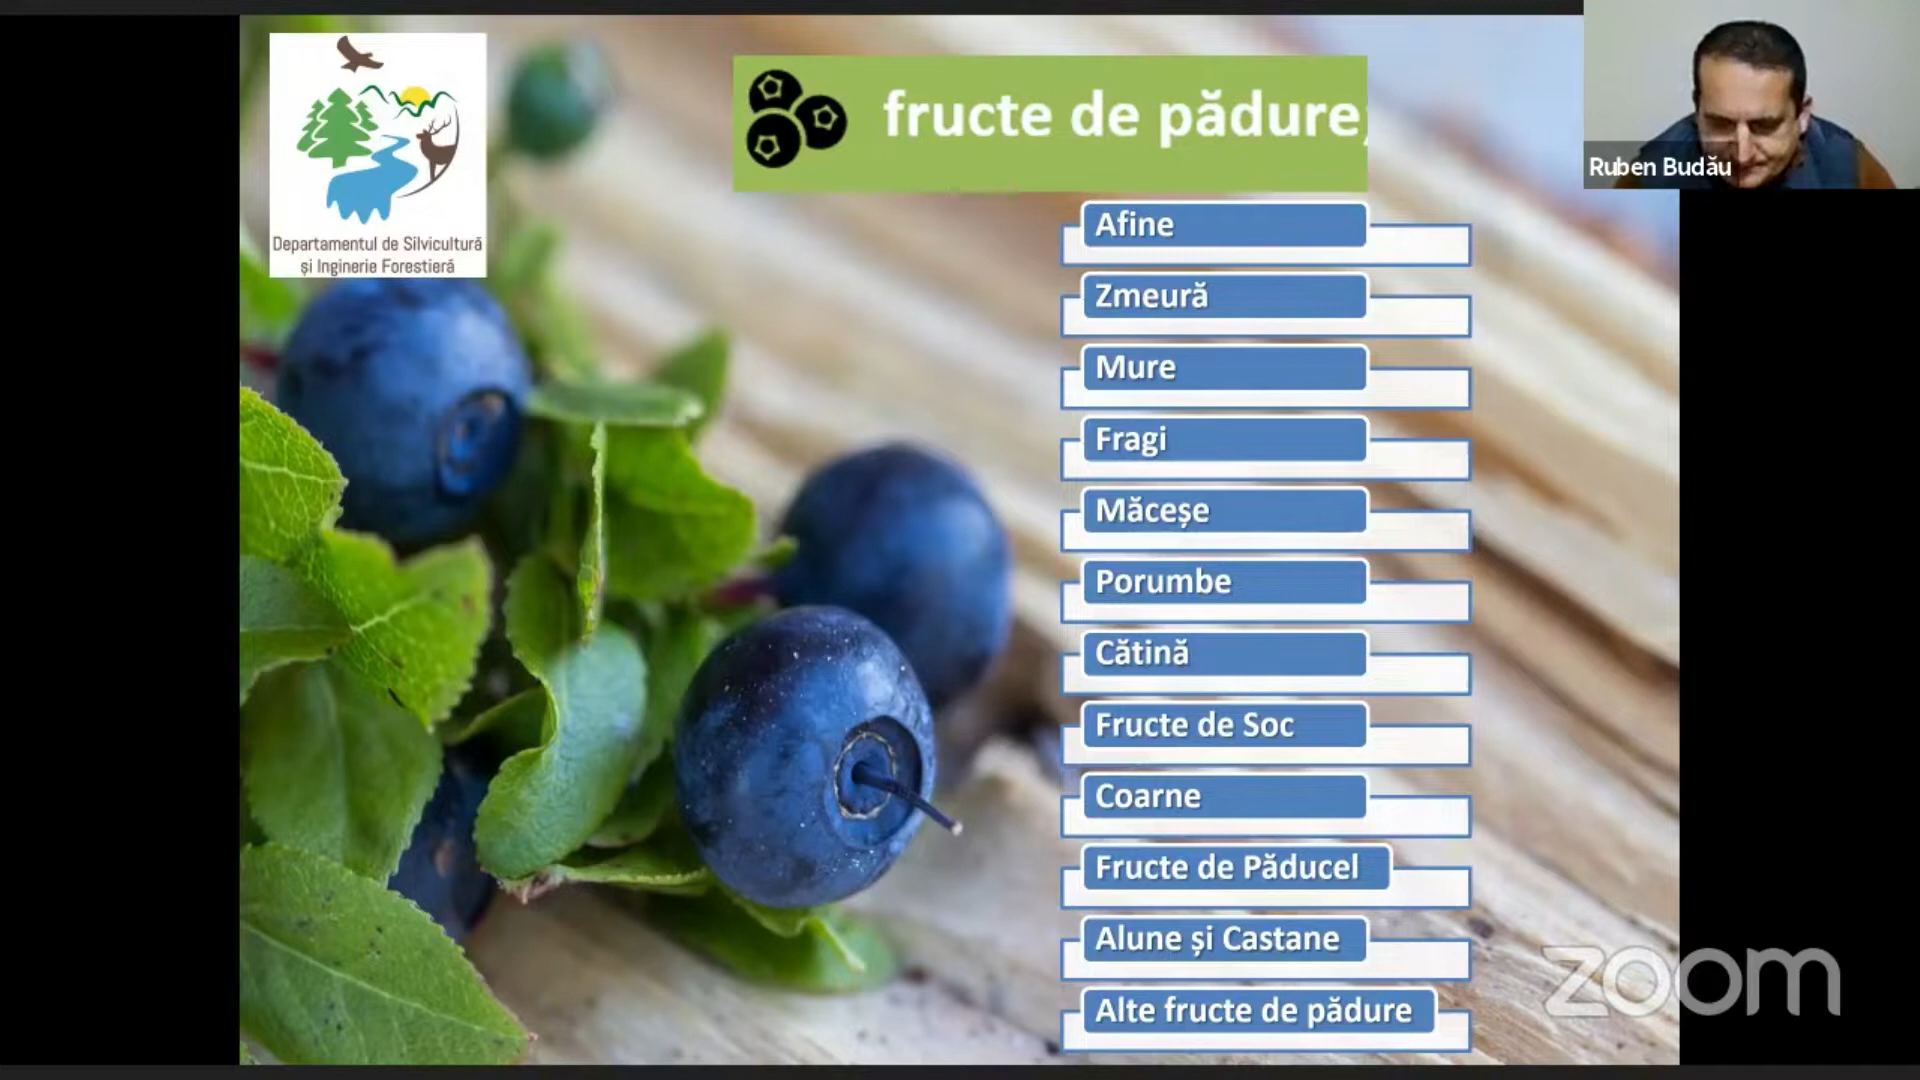 Departamentul de Silvicultură
și Inginerie Forestieră
fructe de pădure;
Ruben Budău
Afine
Zmeură
Mure
Fragi
Măceșe
Porumbe
Cătină
Fructe de Soc
Coarne
Fructe de Păducel
Alune și Castane
Alte fructe de pădure
zoom